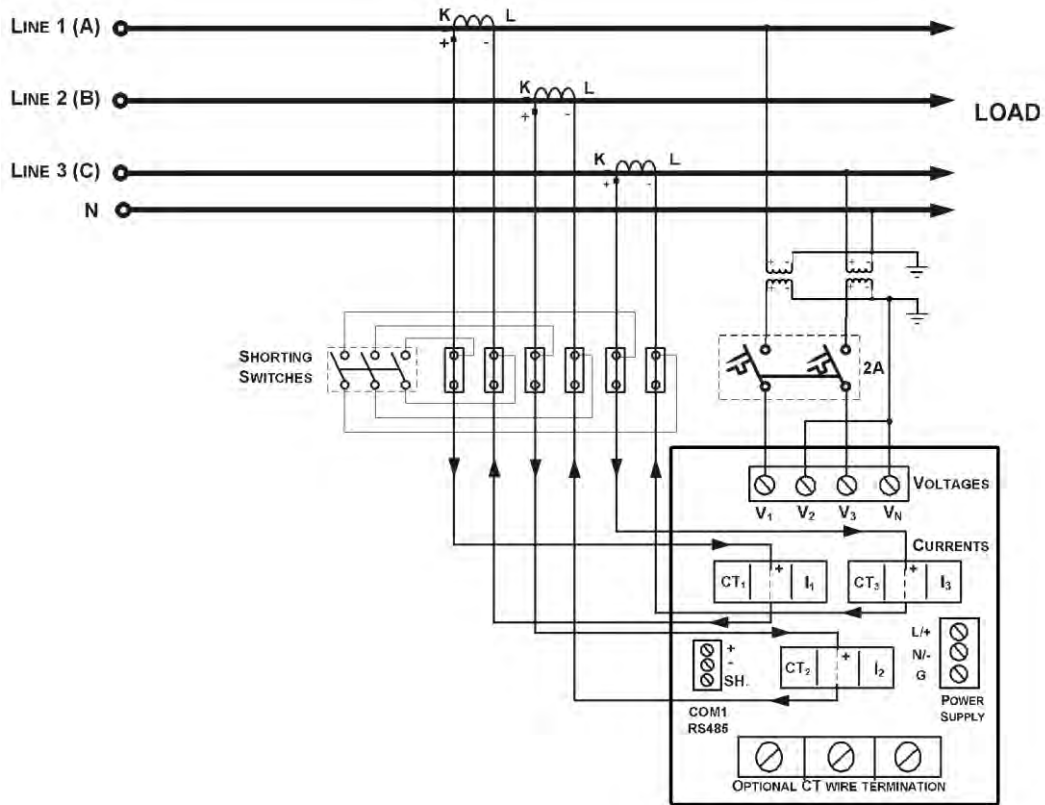 K L
LINE 1 (A)
+ -
K L
LINE 2 (B)
+ -
LOAD
K L
LINE 3 (C)
+ -
N
+ - + -
+ - + -
SHORTING
SWITCHES
2A
VOLTAGES
V1 V2 V3 VN
CURRENTS
CT1 + I1
CT3 + I3
L/+
N/-
G
POWER
SUPPLY
+
-
SH.
COM1
RS485
CT2 + I2
OPTIONAL CT WIRE TERMINATION